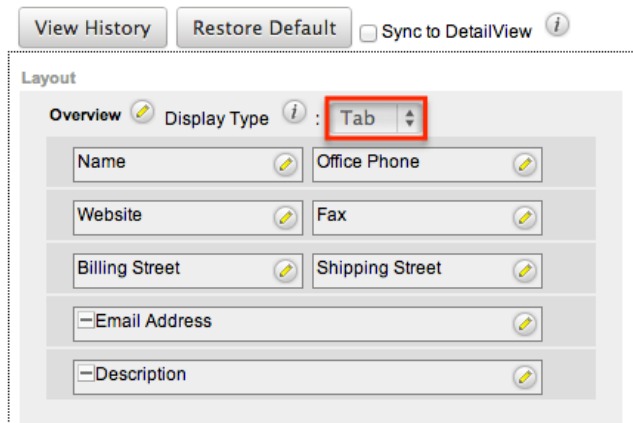 View History Restore Default Sync to DetailView i
Layout
Overview Display Type i : Tab
Name Office Phone
Website Fax
Billing Street Shipping Street
Email Address
Description